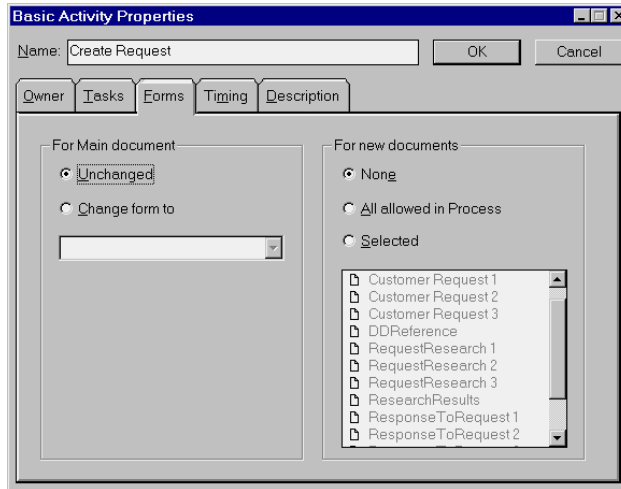 Basic Activity Properties
Name: Create Request
OK
Cancel
Owner
Tasks
Forms
Timing
Description
For Main document
Unchanged
Change form to
For new documents
None
All allowed in Process
Selected
Customer Request 1
Customer Request 2
Customer Request 3
DDReference
RequestResearch 1
RequestResearch 2
RequestResearch 3
ResearchResults
ResponseToRequest 1
ResponseToRequest 2